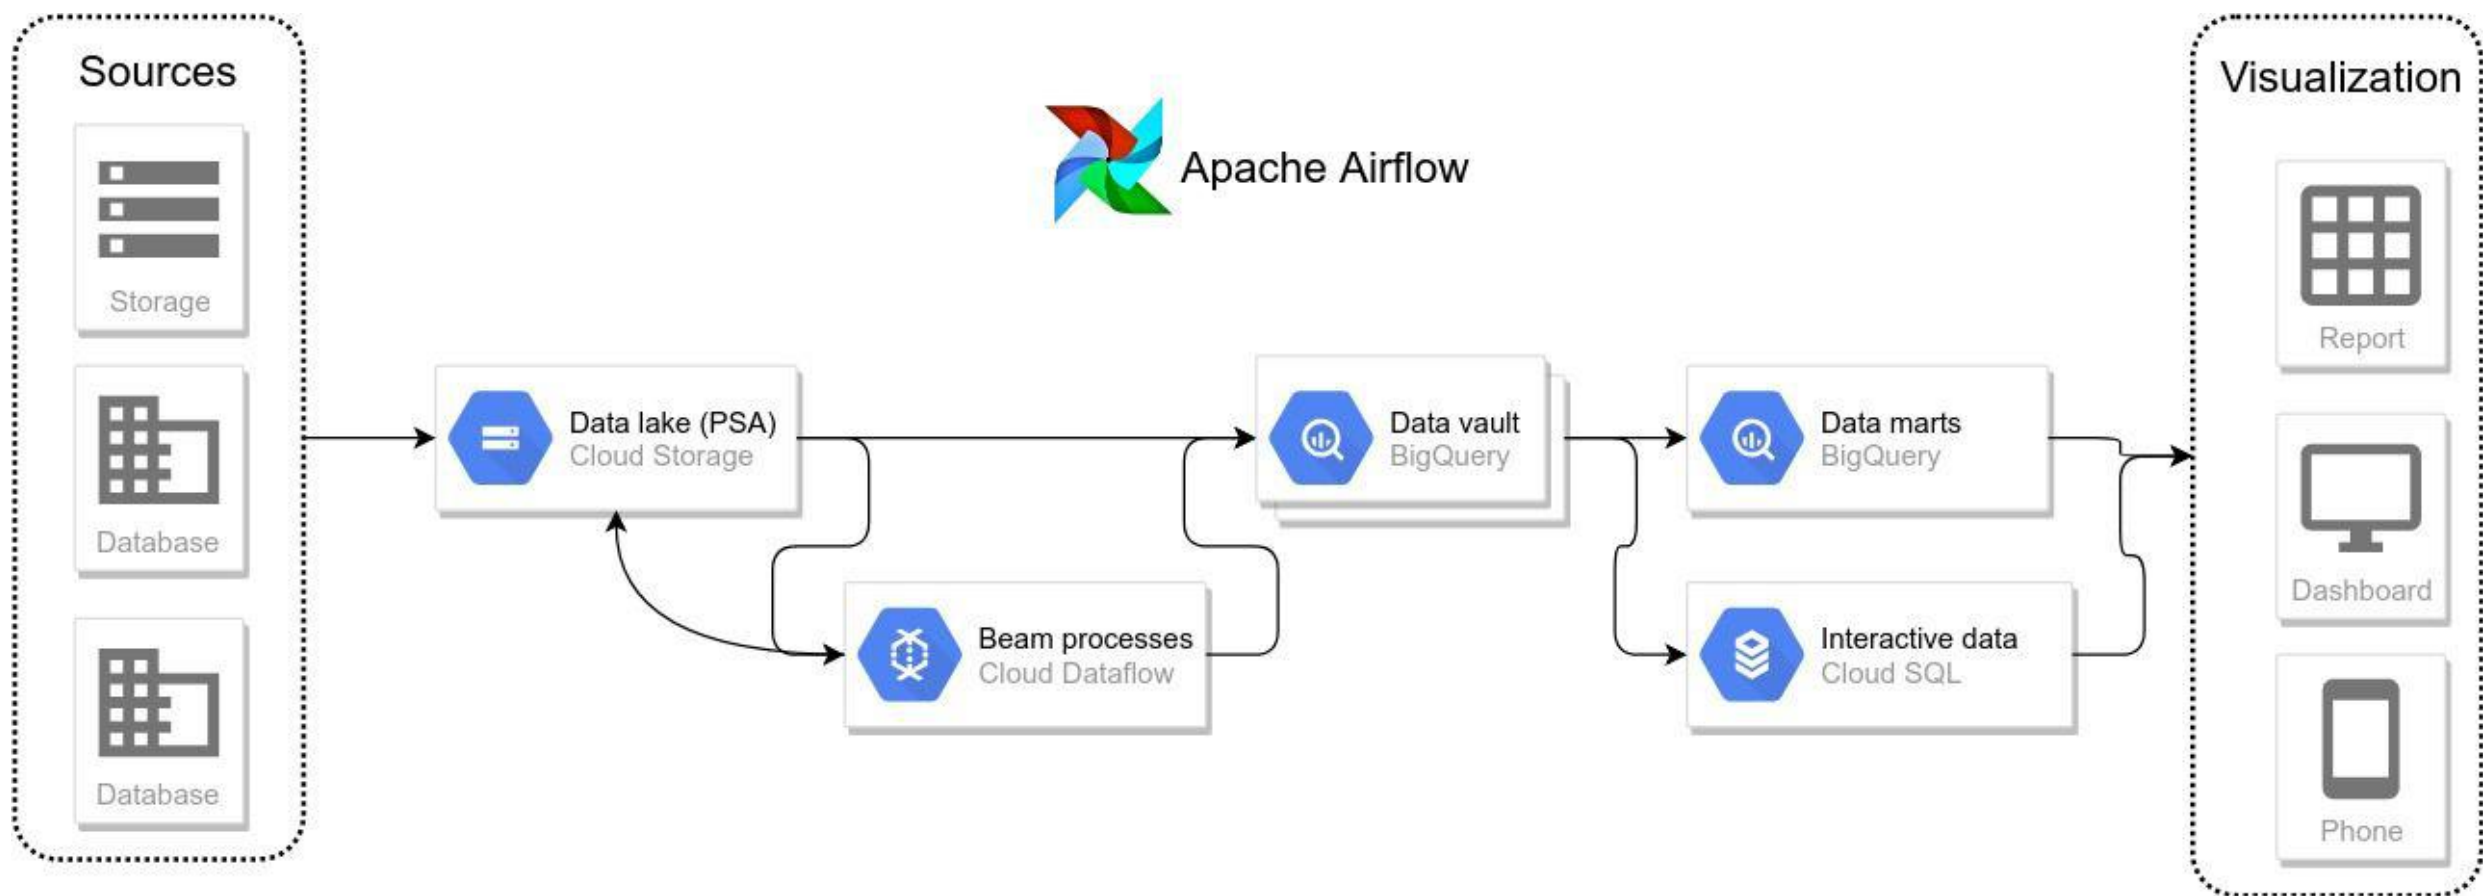 Sources
Storage
Database
Database
Apache Airflow
Data lake (PSA)
Cloud Storage
Beam processes
Cloud Dataflow
Data vault
BigQuery
Data marts
BigQuery
Interactive data
Cloud SQL
Visualization
Report
Dashboard
Phone